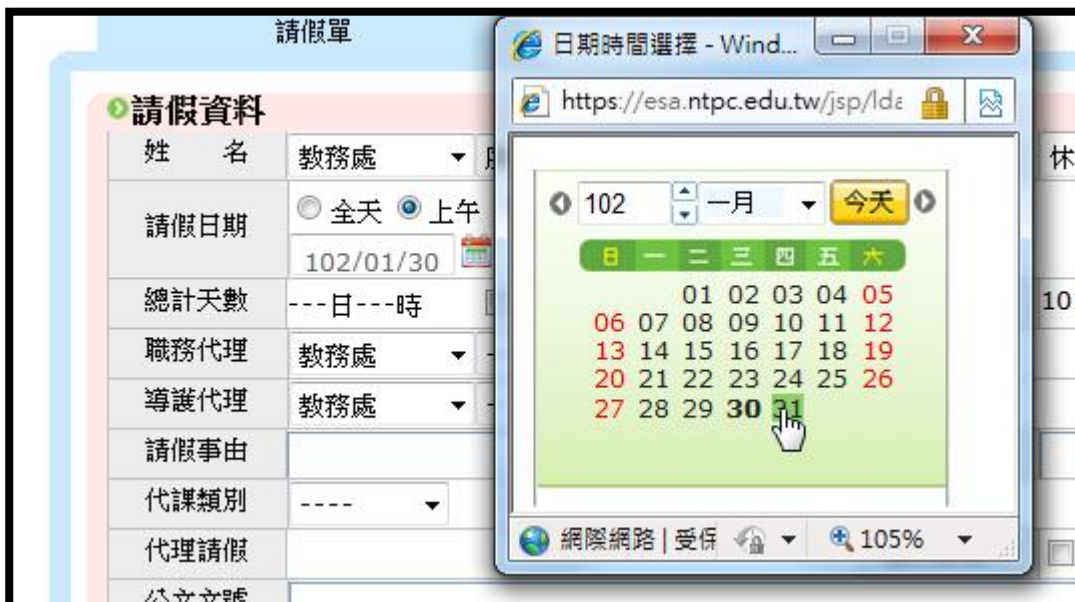 請假單
日期時間選擇 - Wind...
https://esa.ntpc.edu.tw/jsp/lda
請假資料
姓 名 教務處
休
請假日期 全天 上午
102/01/30
總計天數 ---日---時
10
職務代理 教務處
導護代理 教務處
請假事由
代課類別 ----
代理請假
公文文號
102 一月 今天
日 一 二 三 四 五 六
01 02 03 04 05
06 07 08 09 10 11 12
13 14 15 16 17 18 19
20 21 22 23 24 25 26
27 28 29 30 31
網際網路 | 受保
105%